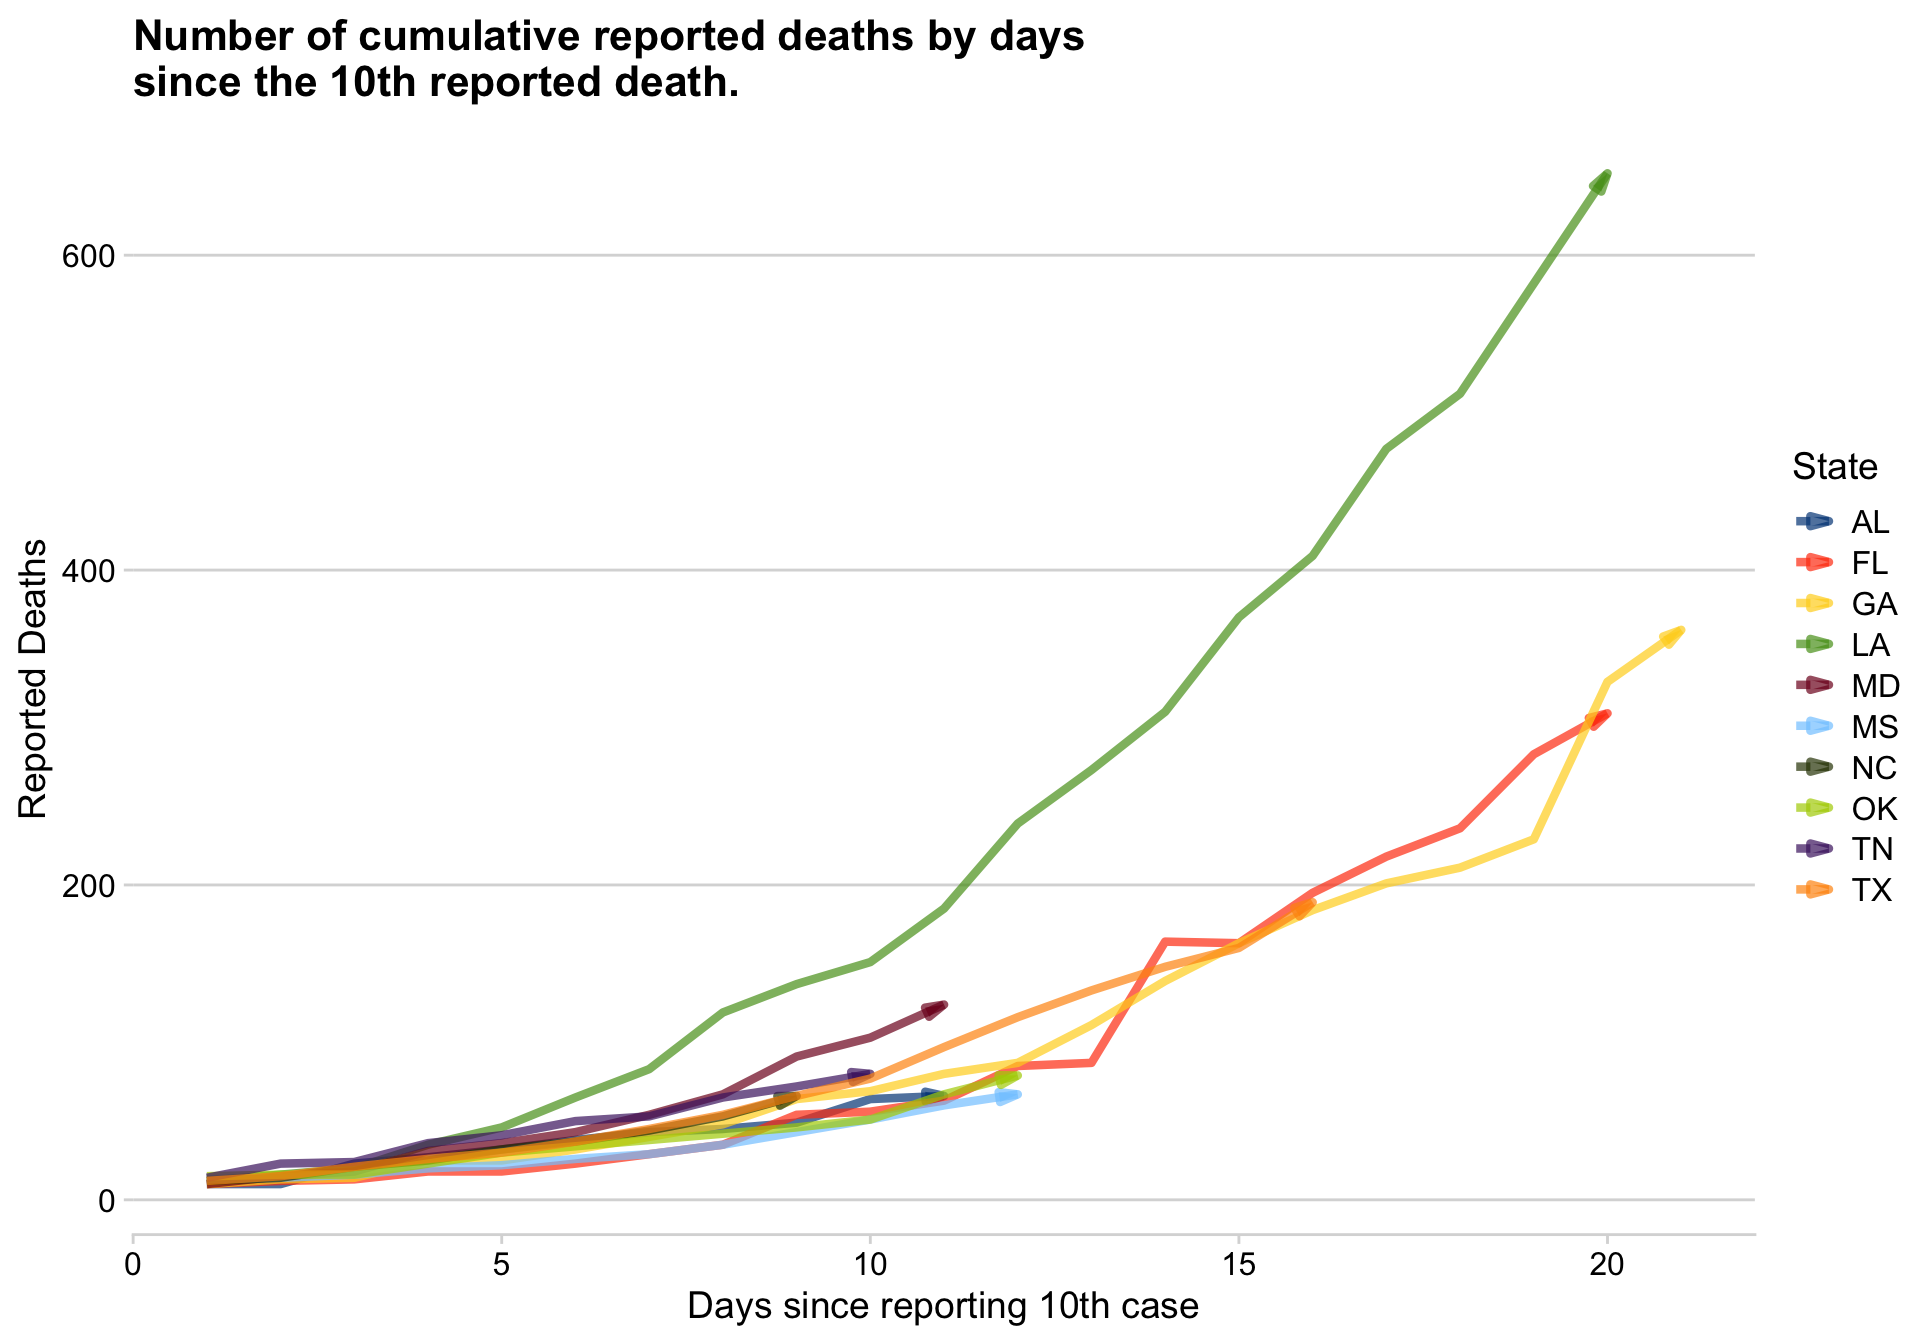 Number of cumulative reported deaths by days
since the 10th reported death.
Reported Deaths
600
400
200
0
0 5 10 15 20
Days since reporting 10th case
State
AL
FL
GA
LA
MD
MS
NC
OK
TN
TX